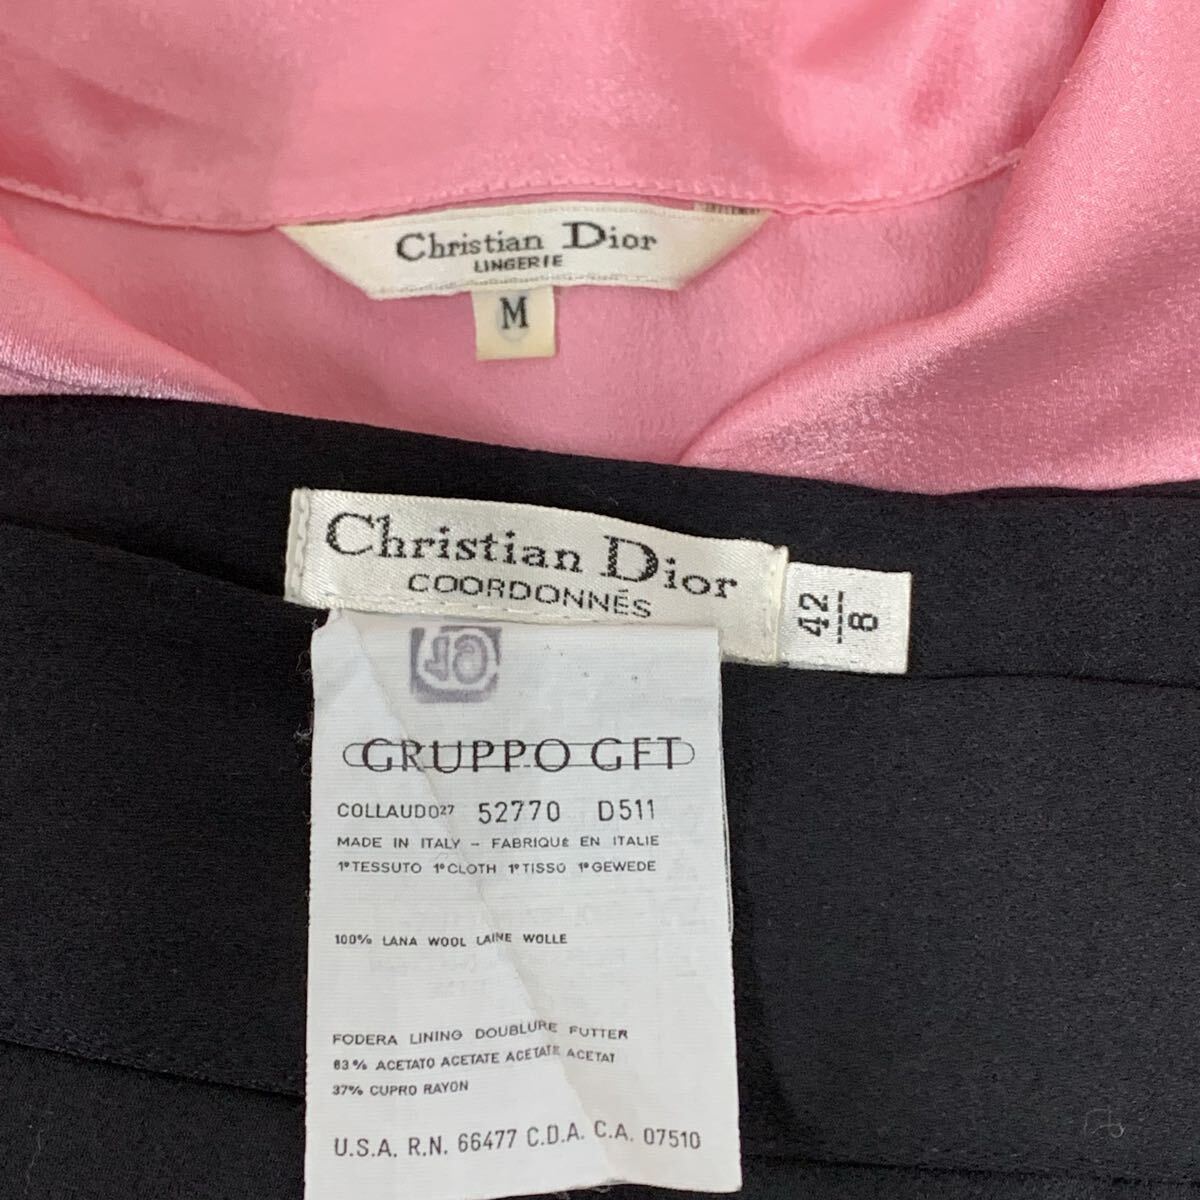 Christian Dior
LINGERIE
M
Christian Dior
COORDONNÉS
42
8
GRUPPO GFT
COLLAUDO27 52770 D511
MADE IN ITALY - FABRIQUÉ EN ITALIE
1° TESSUTO 1° CLOTH 1° TISSO 1° GEWEDE
100% LANA WOOL LAINE WOLLE
FODERA LINING DOUBLURE FUTTER
63% ACETATO ACETATE ACETATE ACETAT
37% CUPRO RAYON
U.S.A. R.N. 66477 C.D.A. C.A. 07510